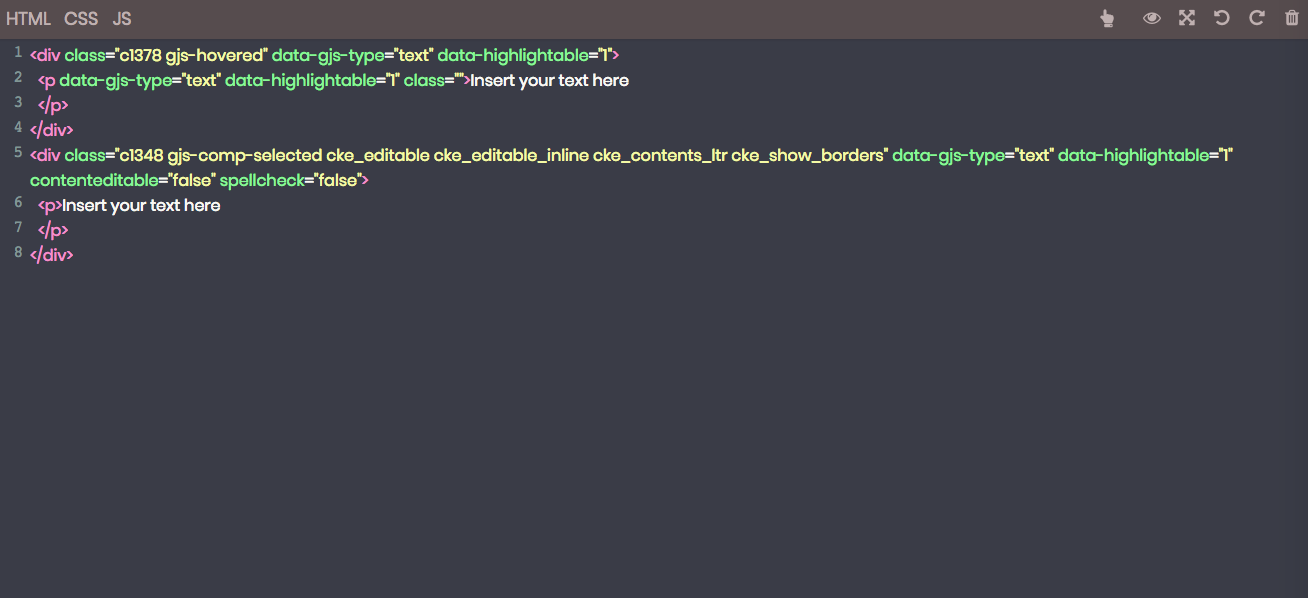 HTML CSS JS
1 <div class="c1378 gjs-hovered" data-gjs-type="text" data-highlightable="1">
2 <p data-gjs-type="text" data-highlightable="1" class="">Insert your text here
3 </p>
4 </div>
5 <div class="c1348 gjs-comp-selected cke_editable cke_editable_inline cke_contents_ltr cke_show_borders" data-gjs-type="text" data-highlightable="1"
contenteditable="false" spellcheck="false">
6 <p>Insert your text here
7 </p>
8 </div>